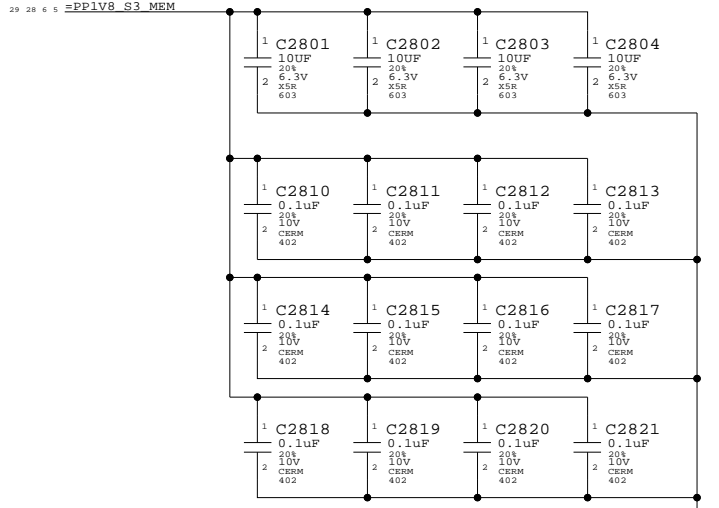 29 28 6 5 =PP1V8_S3_MEM
1 C2801
10UF
20%
2 6.3V
X5R
603
1 C2802
10UF
20%
2 6.3V
X5R
603
1 C2803
10UF
20%
2 6.3V
X5R
603
1 C2804
10UF
20%
2 6.3V
X5R
603
1 C2810
0.1uF
20%
2 10V
CERM
402
1 C2811
0.1uF
20%
2 10V
CERM
402
1 C2812
0.1uF
20%
2 10V
CERM
402
1 C2813
0.1uF
20%
2 10V
CERM
402
1 C2814
0.1uF
20%
2 10V
CERM
402
1 C2815
0.1uF
20%
2 10V
CERM
402
1 C2816
0.1uF
20%
2 10V
CERM
402
1 C2817
0.1uF
20%
2 10V
CERM
402
1 C2818
0.1uF
20%
2 10V
CERM
402
1 C2819
0.1uF
20%
2 10V
CERM
402
1 C2820
0.1uF
20%
2 10V
CERM
402
1 C2821
0.1uF
20%
2 10V
CERM
402